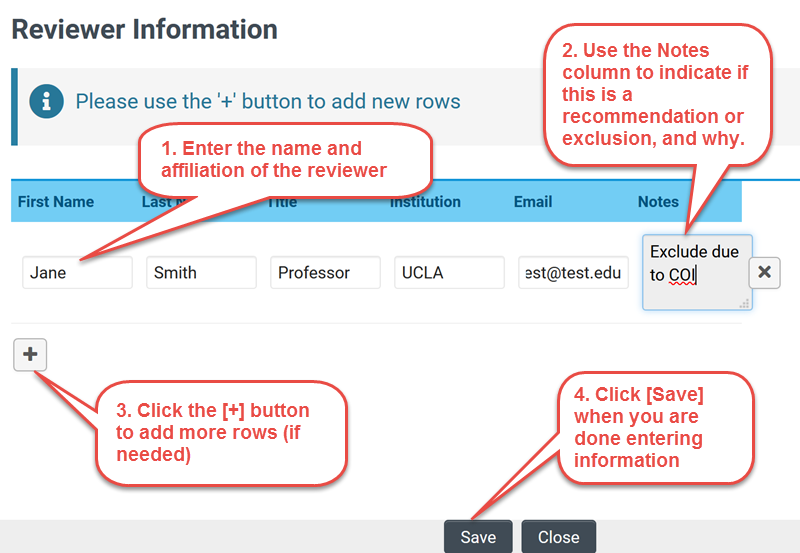 Reviewer Information
Please use the '+' button to add new rows
2. Use the Notes
column to indicate if
this is a
recommendation or
exclusion, and why.
1. Enter the name and
affiliation of the reviewer
First Name Last Title Institution Email Notes
Jane Smith Professor UCLA est@test.edu Exclude due
to COI
3. Click the [+] button
to add more rows (if
needed)
4. Click [Save]
when you are
done entering
information
Save Close